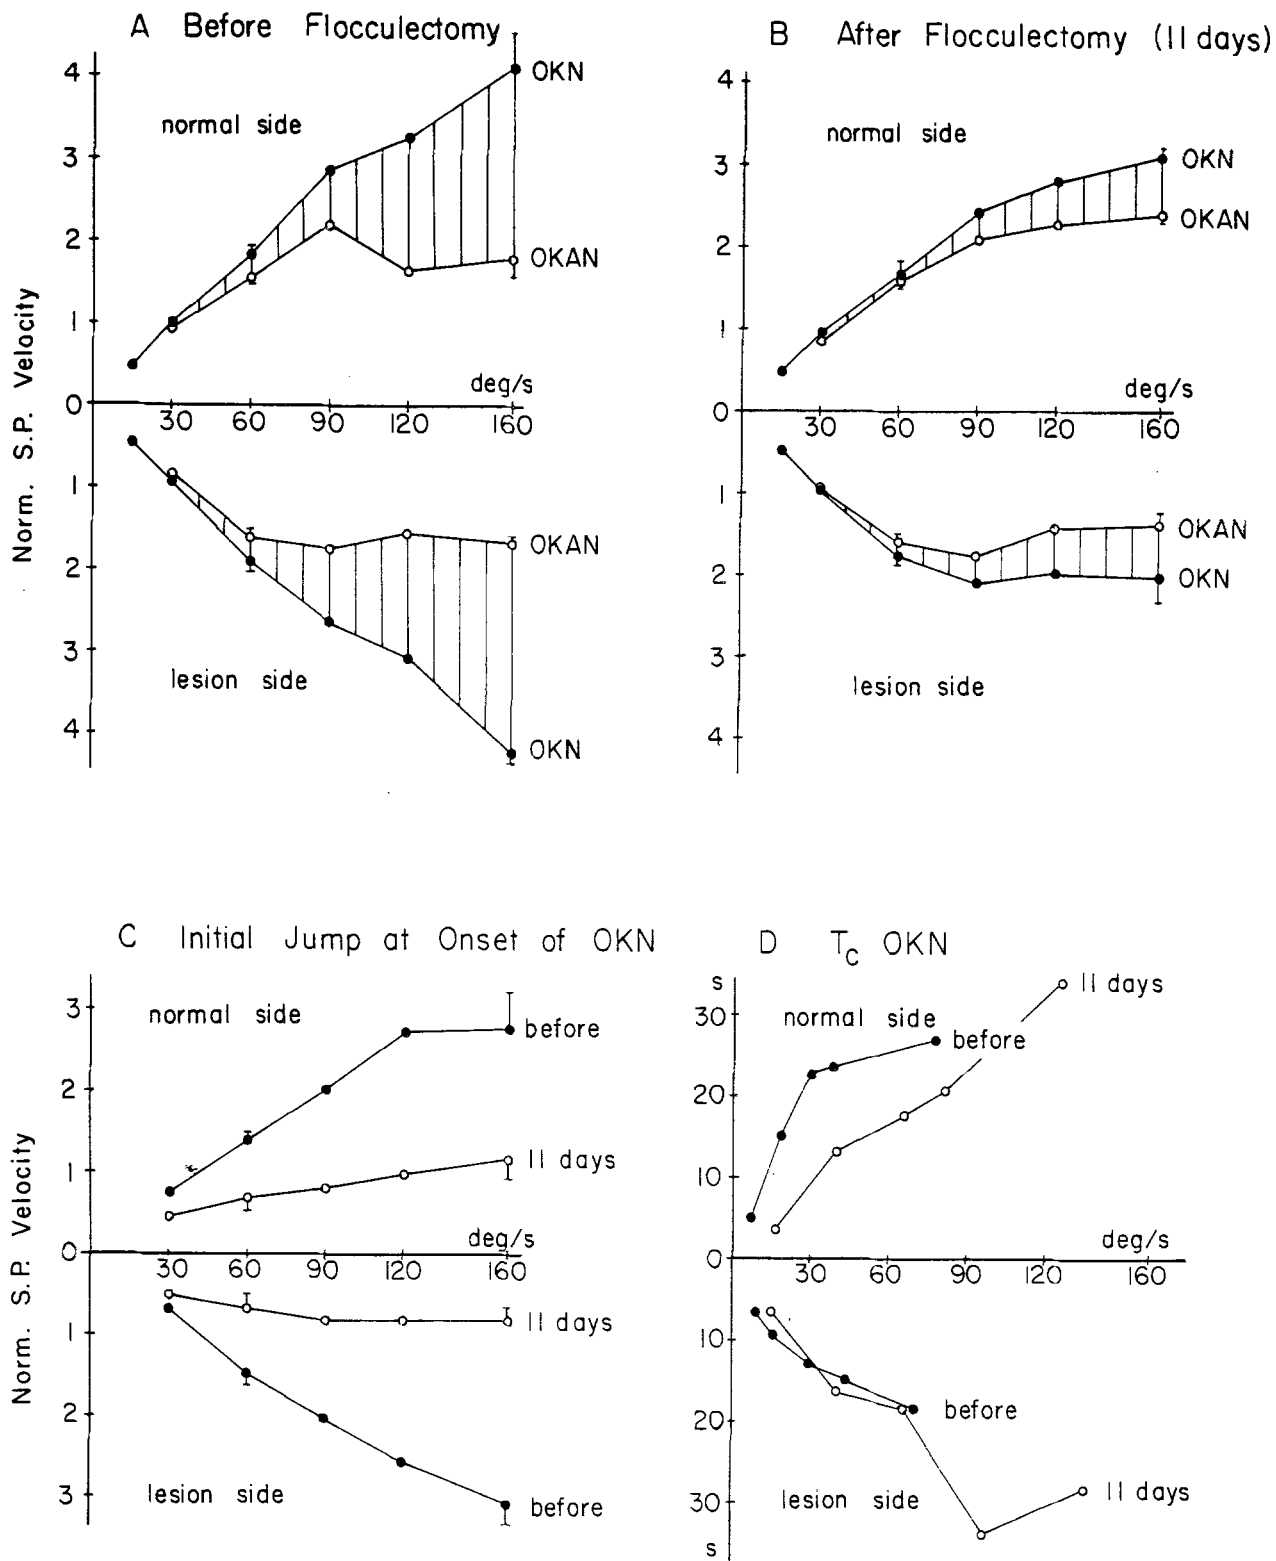 A Before Flocculectomy
4
OKN
normal side
3
2
OKAN
1
deg/s
0
30 60 90 120 160
1
OKAN
2
3
lesion side
4
OKN
Norm. S.P. Velocity
B After Flocculectomy (11 days)
4
normal side
3
OKN
OKAN
2
1
deg/s
0
30 60 90 120 160
1
OKAN
2
OKN
3
lesion side
4
C Initial Jump at Onset of OKN
3
normal side
before
2
1
11 days
deg/s
0
30 60 90 120 160
11 days
1
2
3
lesion side
before
Norm. S.P. Velocity
D Tc OKN
s
11 days
30
normal side
before
20
10
deg/s
0
30 60 90 120 160
10
before
20
11 days
30
lesion side
s